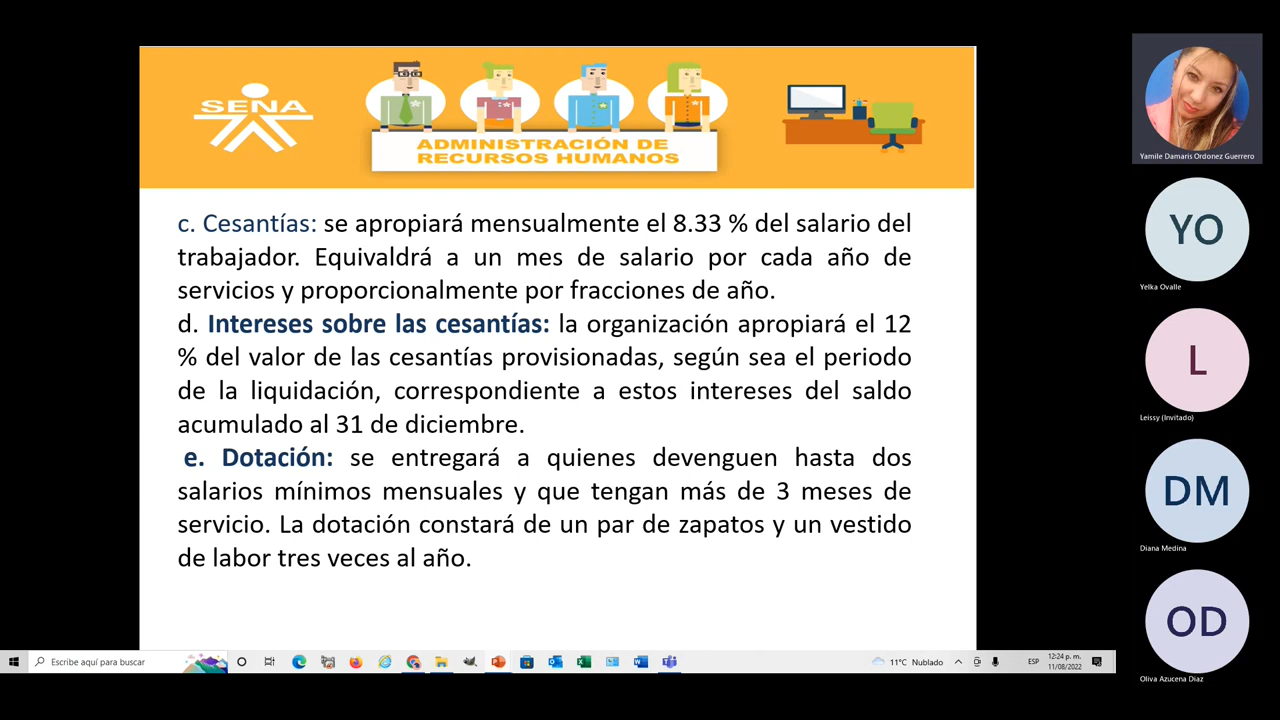 SENA
ADMINISTRACIÓN DE
RECURSOS HUMANOS
c. Cesantías: se apropiará mensualmente el 8.33 % del salario del
trabajador. Equivaldrá a un mes de salario por cada año de
servicios y proporcionalmente por fracciones de año.
d. Intereses sobre las cesantías: la organización apropiará el 12
% del valor de las cesantías provisionadas, según sea el periodo
de la liquidación, correspondiente a estos intereses del saldo
acumulado al 31 de diciembre.
e. Dotación: se entregará a quienes devenguen hasta dos
salarios mínimos mensuales y que tengan más de 3 meses de
servicio. La dotación constará de un par de zapatos y un vestido
de labor tres veces al año.
Yamile Damaris Ordonez Guerrero
YO
Yelka Ovalle
L
Leissy (Invitado)
DM
Diana Medina
OD
Oliva Azucena Diaz
Escribe aquí para buscar
11°C Nublado
ESP
12:24 p. m.
11/08/2022